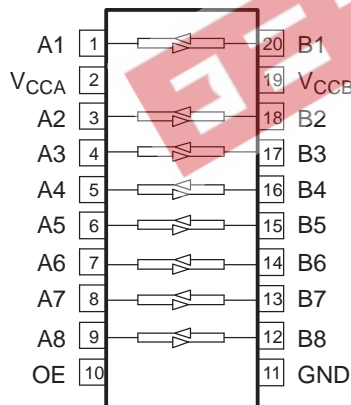 A1 1 20 B1
VCCA 2 19 VCCB
A2 3 18 B2
A3 4 17 B3
A4 5 16 B4
A5 6 15 B5
A6 7 14 B6
A7 8 13 B7
A8 9 12 B8
OE 10 11 GND